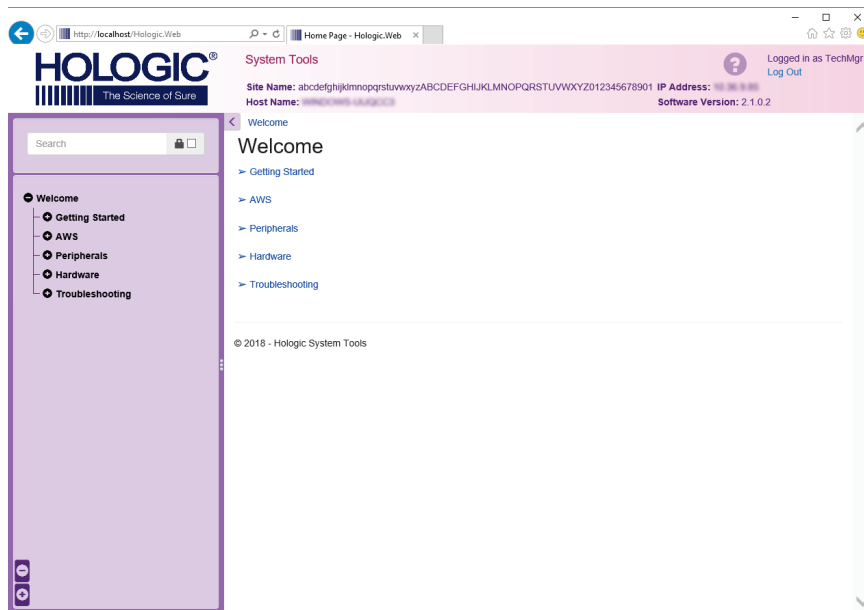 http://localhost/Hologic.Web
Home Page - Hologic.Web
HOLOGIC®
The Science of Sure
System Tools
Logged in as TechMgr
Log Out
Site Name: abcdefghijklmnopqrstuvwxyzABCDEFGHIJKLMNOPQRSTUVWXYZ012345678901 IP Address:
Host Name: Software Version: 2.1.0.2
Search
Welcome
Getting Started
AWS
Peripherals
Hardware
Troubleshooting
Welcome
Welcome
➢ Getting Started
➢ AWS
➢ Peripherals
➢ Hardware
➢ Troubleshooting
© 2018 - Hologic System Tools